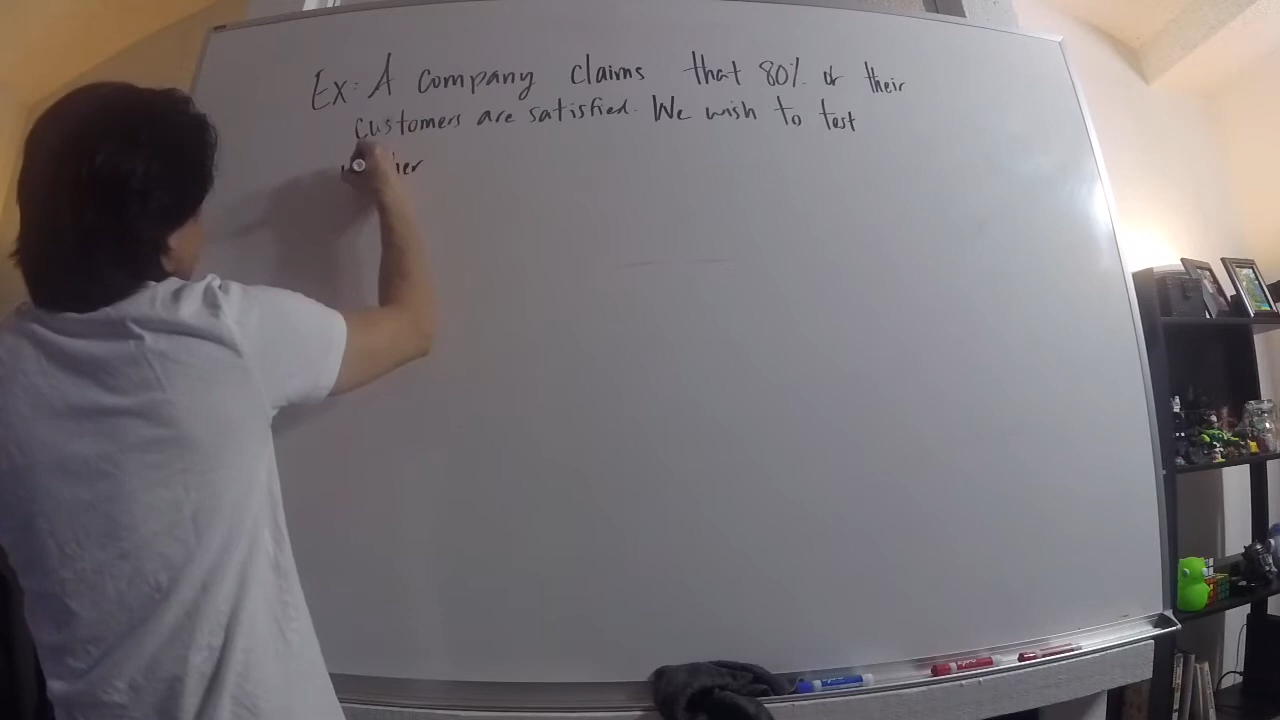 Ex: A company claims that 80% of their
customers are satisfied. We wish to test